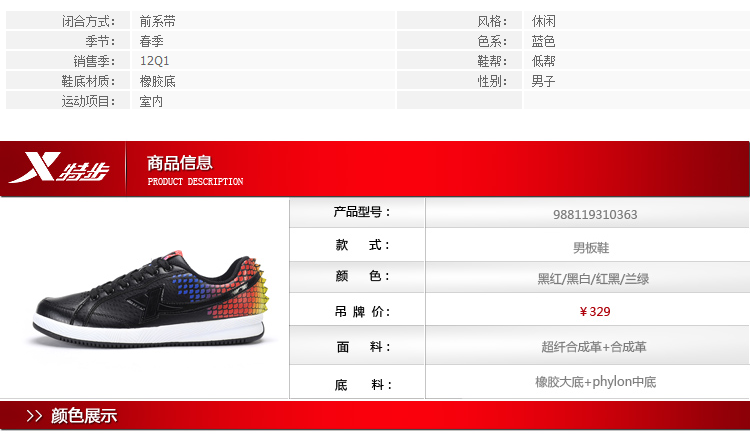 闭合方式： 前系带 风格： 休闲
季节： 春季 色系： 蓝色
销售季： 12Q1 鞋帮： 低帮
鞋底材质： 橡胶底 性别： 男子
运动项目： 室内
X 特步
商品信息
PRODUCT DESCRIPTION
产品型号： 988119310363
款 式： 男板鞋
颜 色： 黑红/黑白/红黑/兰绿
吊 牌 价： ¥329
面 料： 超纤合成革+合成革
底 料： 橡胶大底+phylon中底
>> 颜色展示